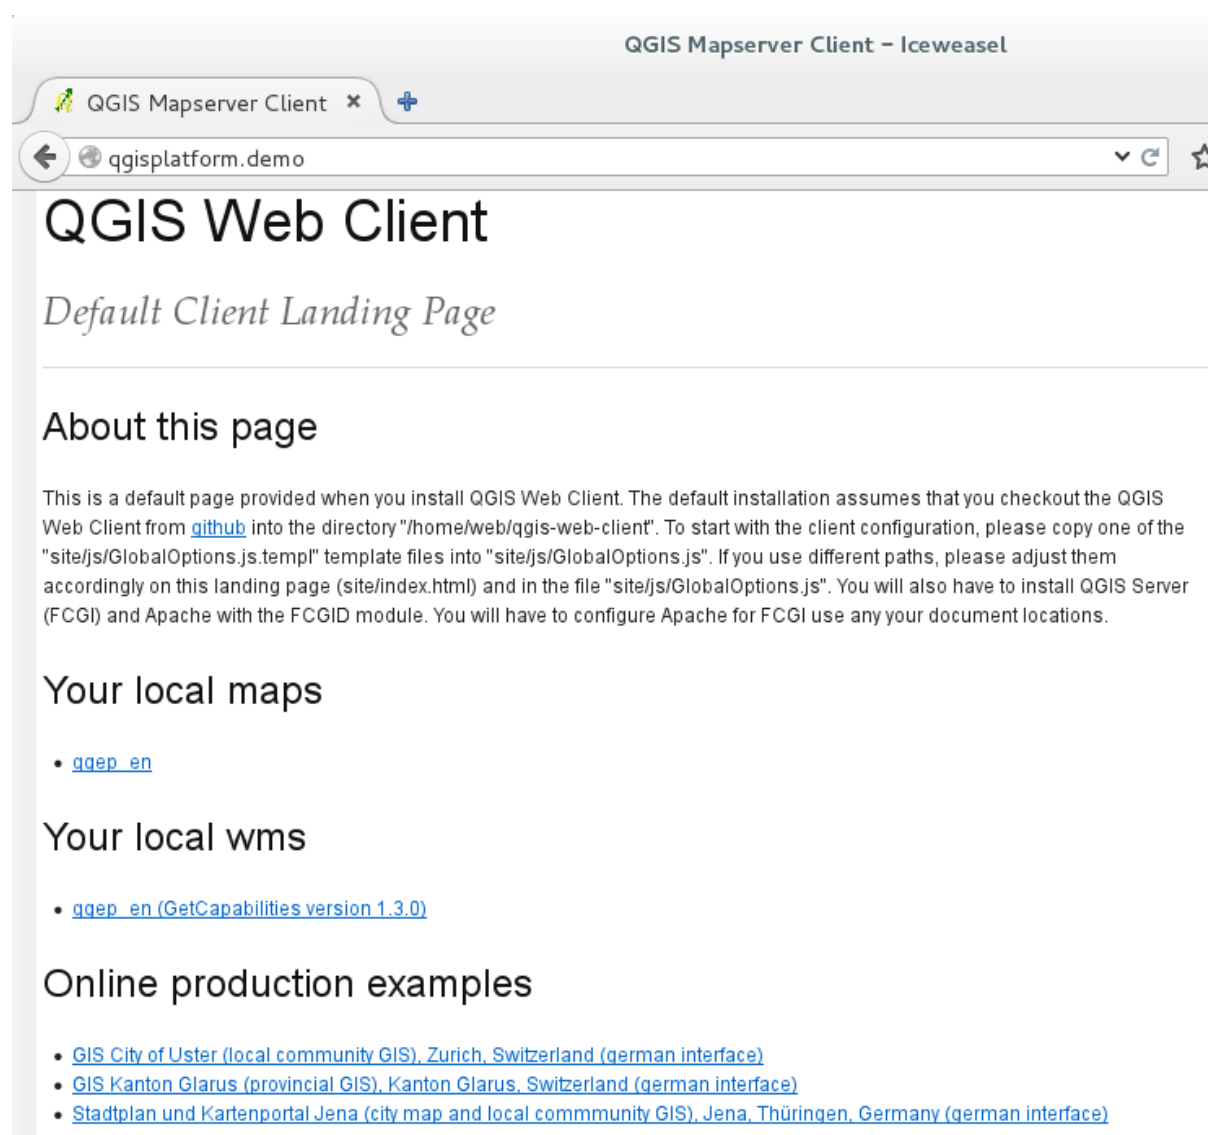 QGIS Mapserver Client - Iceweasel
QGIS Mapserver Client
qgisplatform.demo
QGIS Web Client
Default Client Landing Page
About this page
This is a default page provided when you install QGIS Web Client. The default installation assumes that you checkout the QGIS
Web Client from github into the directory "/home/web/qgis-web-client". To start with the client configuration, please copy one of the
"site/js/GlobalOptions.js.templ" template files into "site/js/GlobalOptions.js". If you use different paths, please adjust them
accordingly on this landing page (site/index.html) and in the file "site/js/GlobalOptions.js". You will also have to install QGIS Server
(FCGI) and Apache with the FCGID module. You will have to configure Apache for FCGI use any your document locations.
Your local maps
• qgep_en
Your local wms
• qgep_en (GetCapabilities version 1.3.0)
Online production examples
• GIS City of Uster (local community GIS), Zurich, Switzerland (german interface)
• GIS Kanton Glarus (provincial GIS), Kanton Glarus, Switzerland (german interface)
• Stadtplan und Kartenportal Jena (city map and local commmunity GIS), Jena, Thüringen, Germany (german interface)